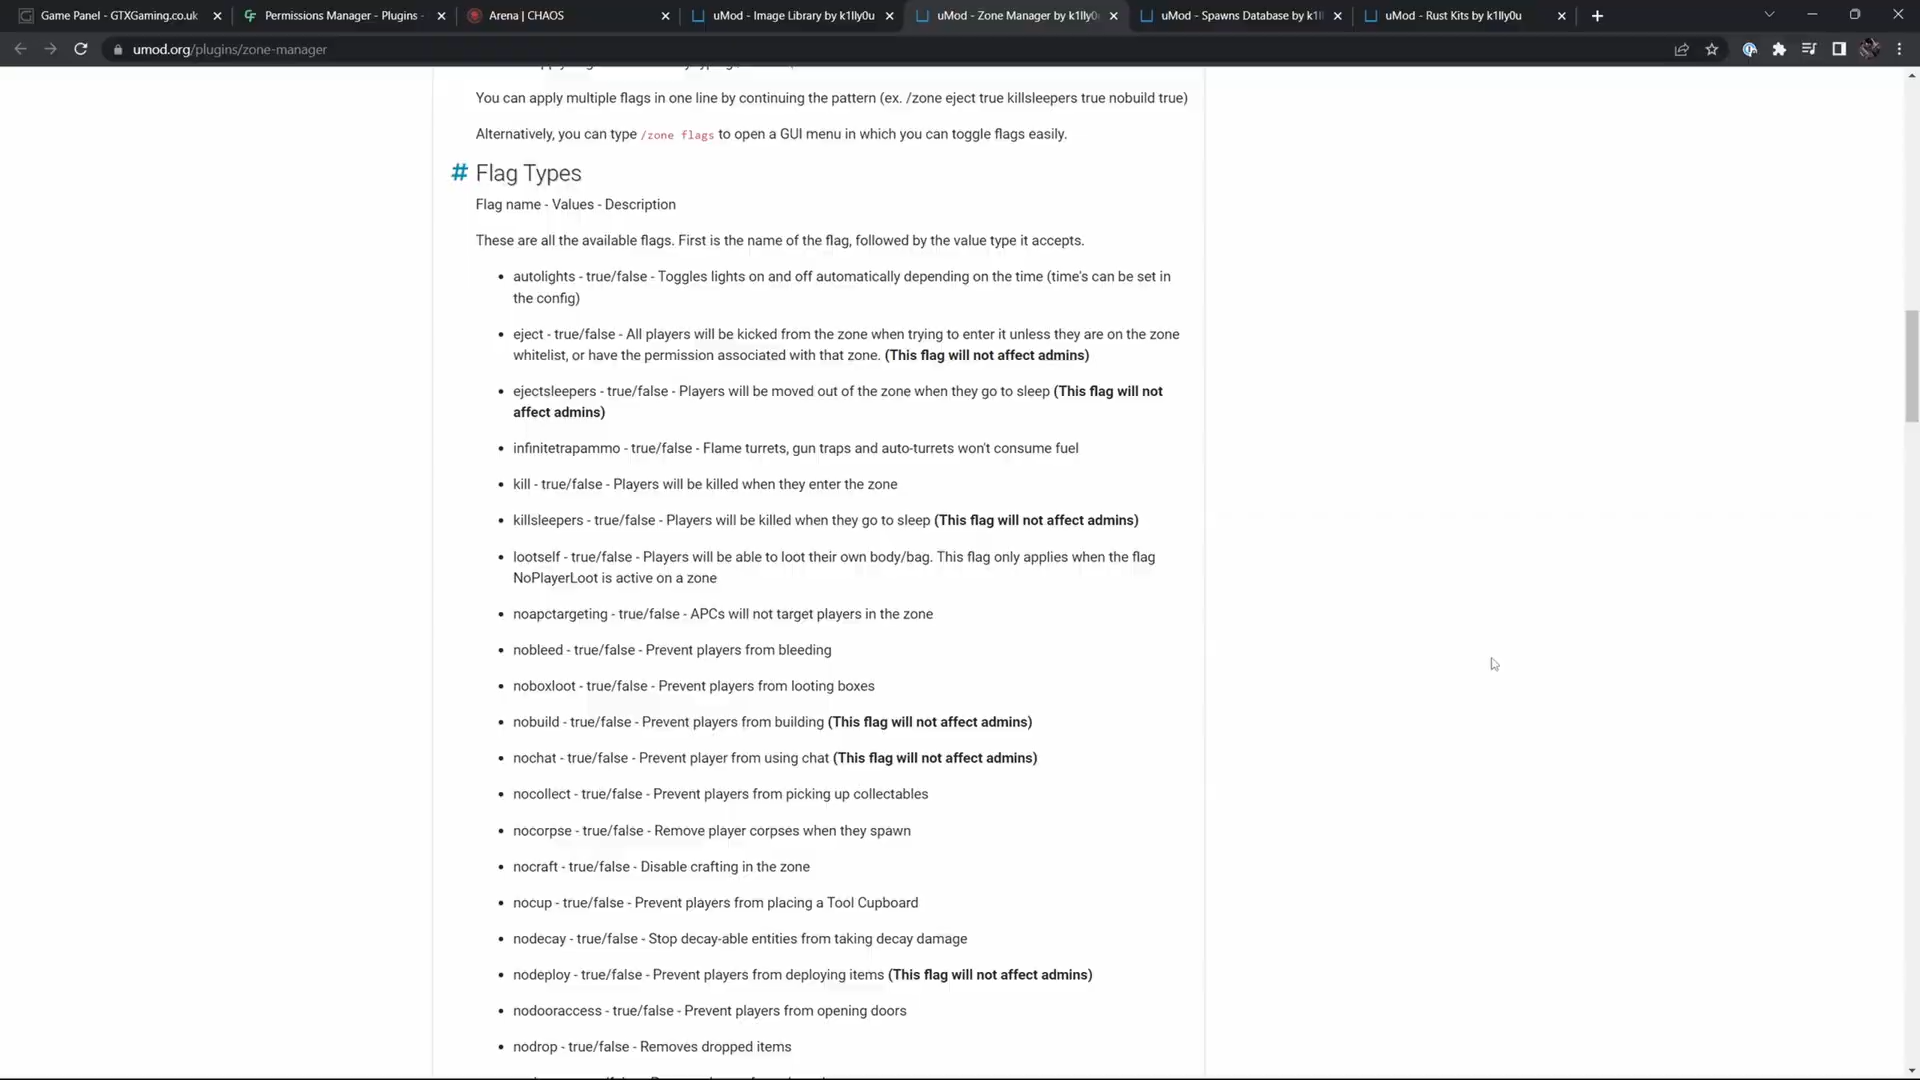 Game Panel - GTXGaming.co.uk
Permissions Manager - Plugins -
Arena | CHAOS
uMod - Image Library by k1lly0u
uMod - Zone Manager by k1lly0
uMod - Spawns Database by k1ll
uMod - Rust Kits by k1lly0u
umod.org/plugins/zone-manager
You can apply multiple flags in one line by continuing the pattern (ex. /zone eject true killsleepers true nobuild true)
Alternatively, you can type /zone flags to open a GUI menu in which you can toggle flags easily.
# Flag Types
Flag name - Values - Description
These are all the available flags. First is the name of the flag, followed by the value type it accepts.
• autolights - true/false - Toggles lights on and off automatically depending on the time (time's can be set in
the config)
• eject - true/false - All players will be kicked from the zone when trying to enter it unless they are on the zone
whitelist, or have the permission associated with that zone. (This flag will not affect admins)
• ejectsleepers - true/false - Players will be moved out of the zone when they go to sleep (This flag will not
affect admins)
• infinitetrapammo - true/false - Flame turrets, gun traps and auto-turrets won't consume fuel
• kill - true/false - Players will be killed when they enter the zone
• killsleepers - true/false - Players will be killed when they go to sleep (This flag will not affect admins)
• lootself - true/false - Players will be able to loot their own body/bag. This flag only applies when the flag
NoPlayerLoot is active on a zone
• noapctargeting - true/false - APCs will not target players in the zone
• nobleed - true/false - Prevent players from bleeding
• noboxloot - true/false - Prevent players from looting boxes
• nobuild - true/false - Prevent players from building (This flag will not affect admins)
• nochat - true/false - Prevent player from using chat (This flag will not affect admins)
• nocollect - true/false - Prevent players from picking up collectables
• nocorpse - true/false - Remove player corpses when they spawn
• nocraft - true/false - Disable crafting in the zone
• nocup - true/false - Prevent players from placing a Tool Cupboard
• nodecay - true/false - Stop decay-able entities from taking decay damage
• nodeploy - true/false - Prevent players from deploying items (This flag will not affect admins)
• nodooraccess - true/false - Prevent players from opening doors
• nodrop - true/false - Removes dropped items